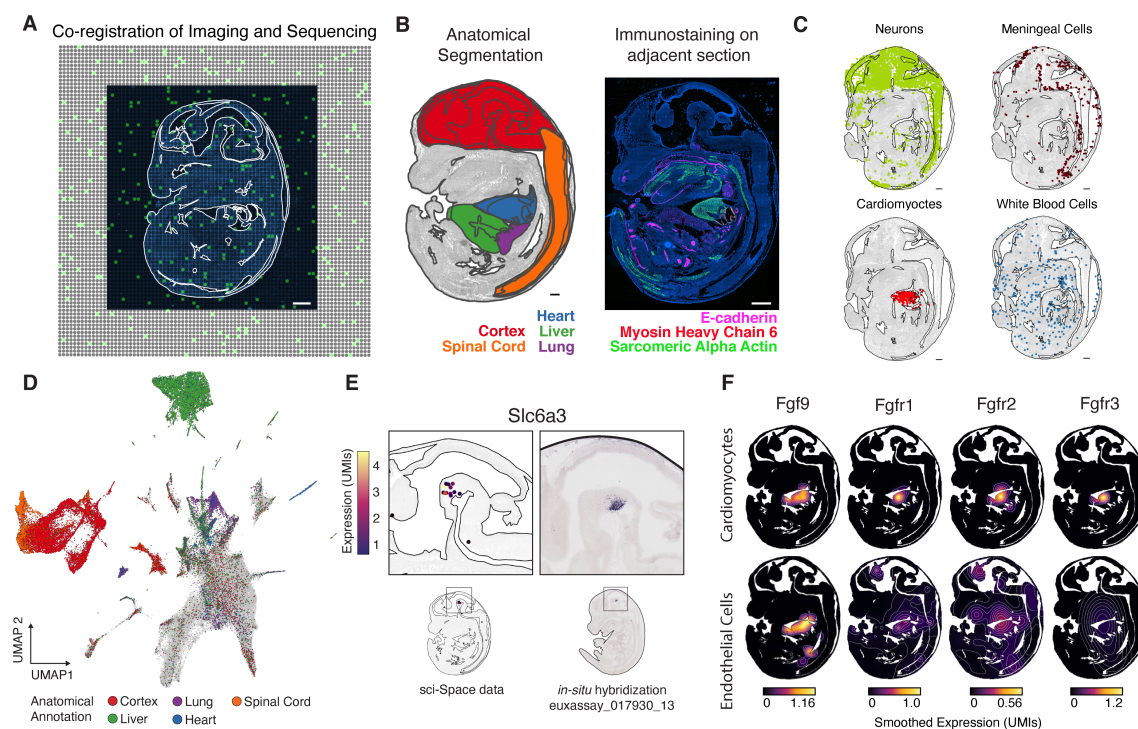 A
Co-registration of Imaging and Sequencing
B
Anatomical
Segmentation
Immunostaining on
adjacent section
Heart
Cortex Liver
Spinal Cord Lung
E-cadherin
Myosin Heavy Chain 6
Sarcomeric Alpha Actin
C
Neurons
Meningeal Cells
Cardiomyoctes
White Blood Cells
D
UMAP 2
UMAP1
Anatomical
Annotation
Cortex
Lung
Spinal Cord
Liver
Heart
E
Slc6a3
Expression (UMIs)
4
3
2
1
sci-Space data
in-situ hybridization
euxassay_017930_13
F
Fgf9
Fgfr1
Fgfr2
Fgfr3
Cardiomyocytes
Endothelial Cells
0 1.16
0 1.0
0 0.56
0 1.2
Smoothed Expression (UMIs)